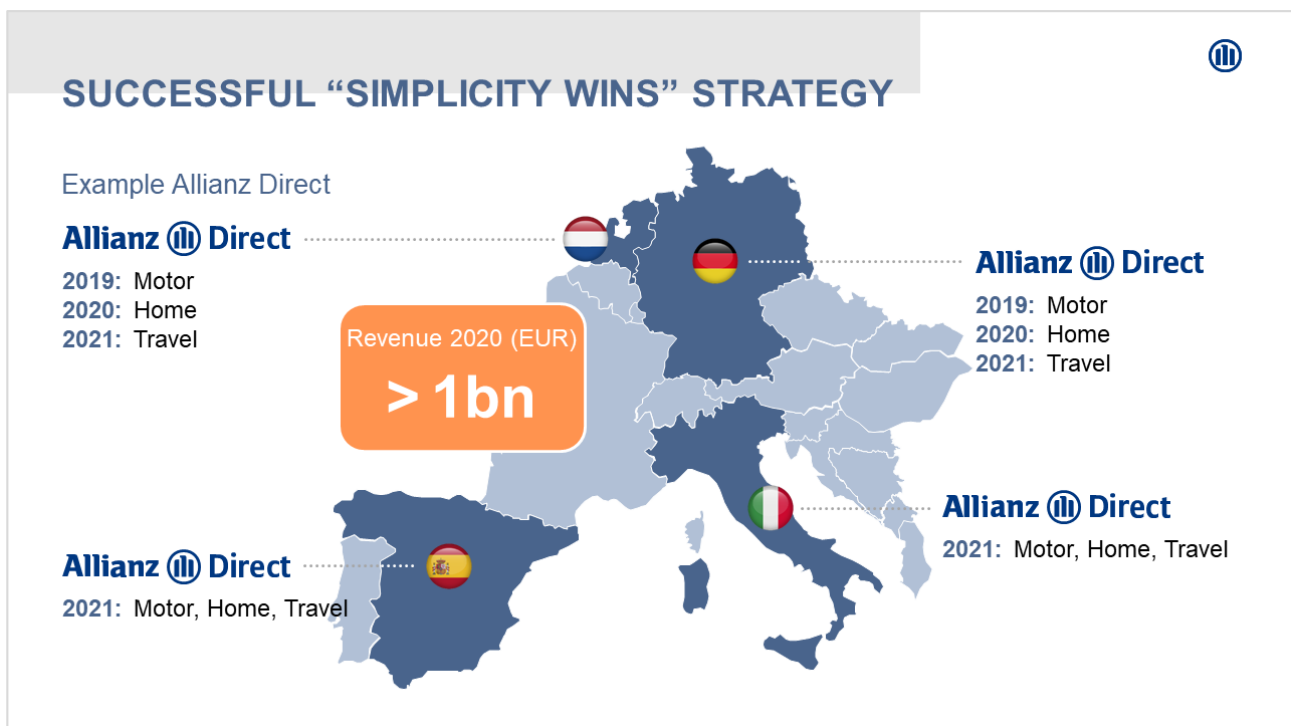 SUCCESSFUL “SIMPLICITY WINS” STRATEGY
Example Allianz Direct
Allianz Direct
2019: Motor
2020: Home
2021: Travel
Revenue 2020 (EUR)
> 1bn
Allianz Direct
2019: Motor
2020: Home
2021: Travel
Allianz Direct
2021: Motor, Home, Travel
Allianz Direct
2021: Motor, Home, Travel